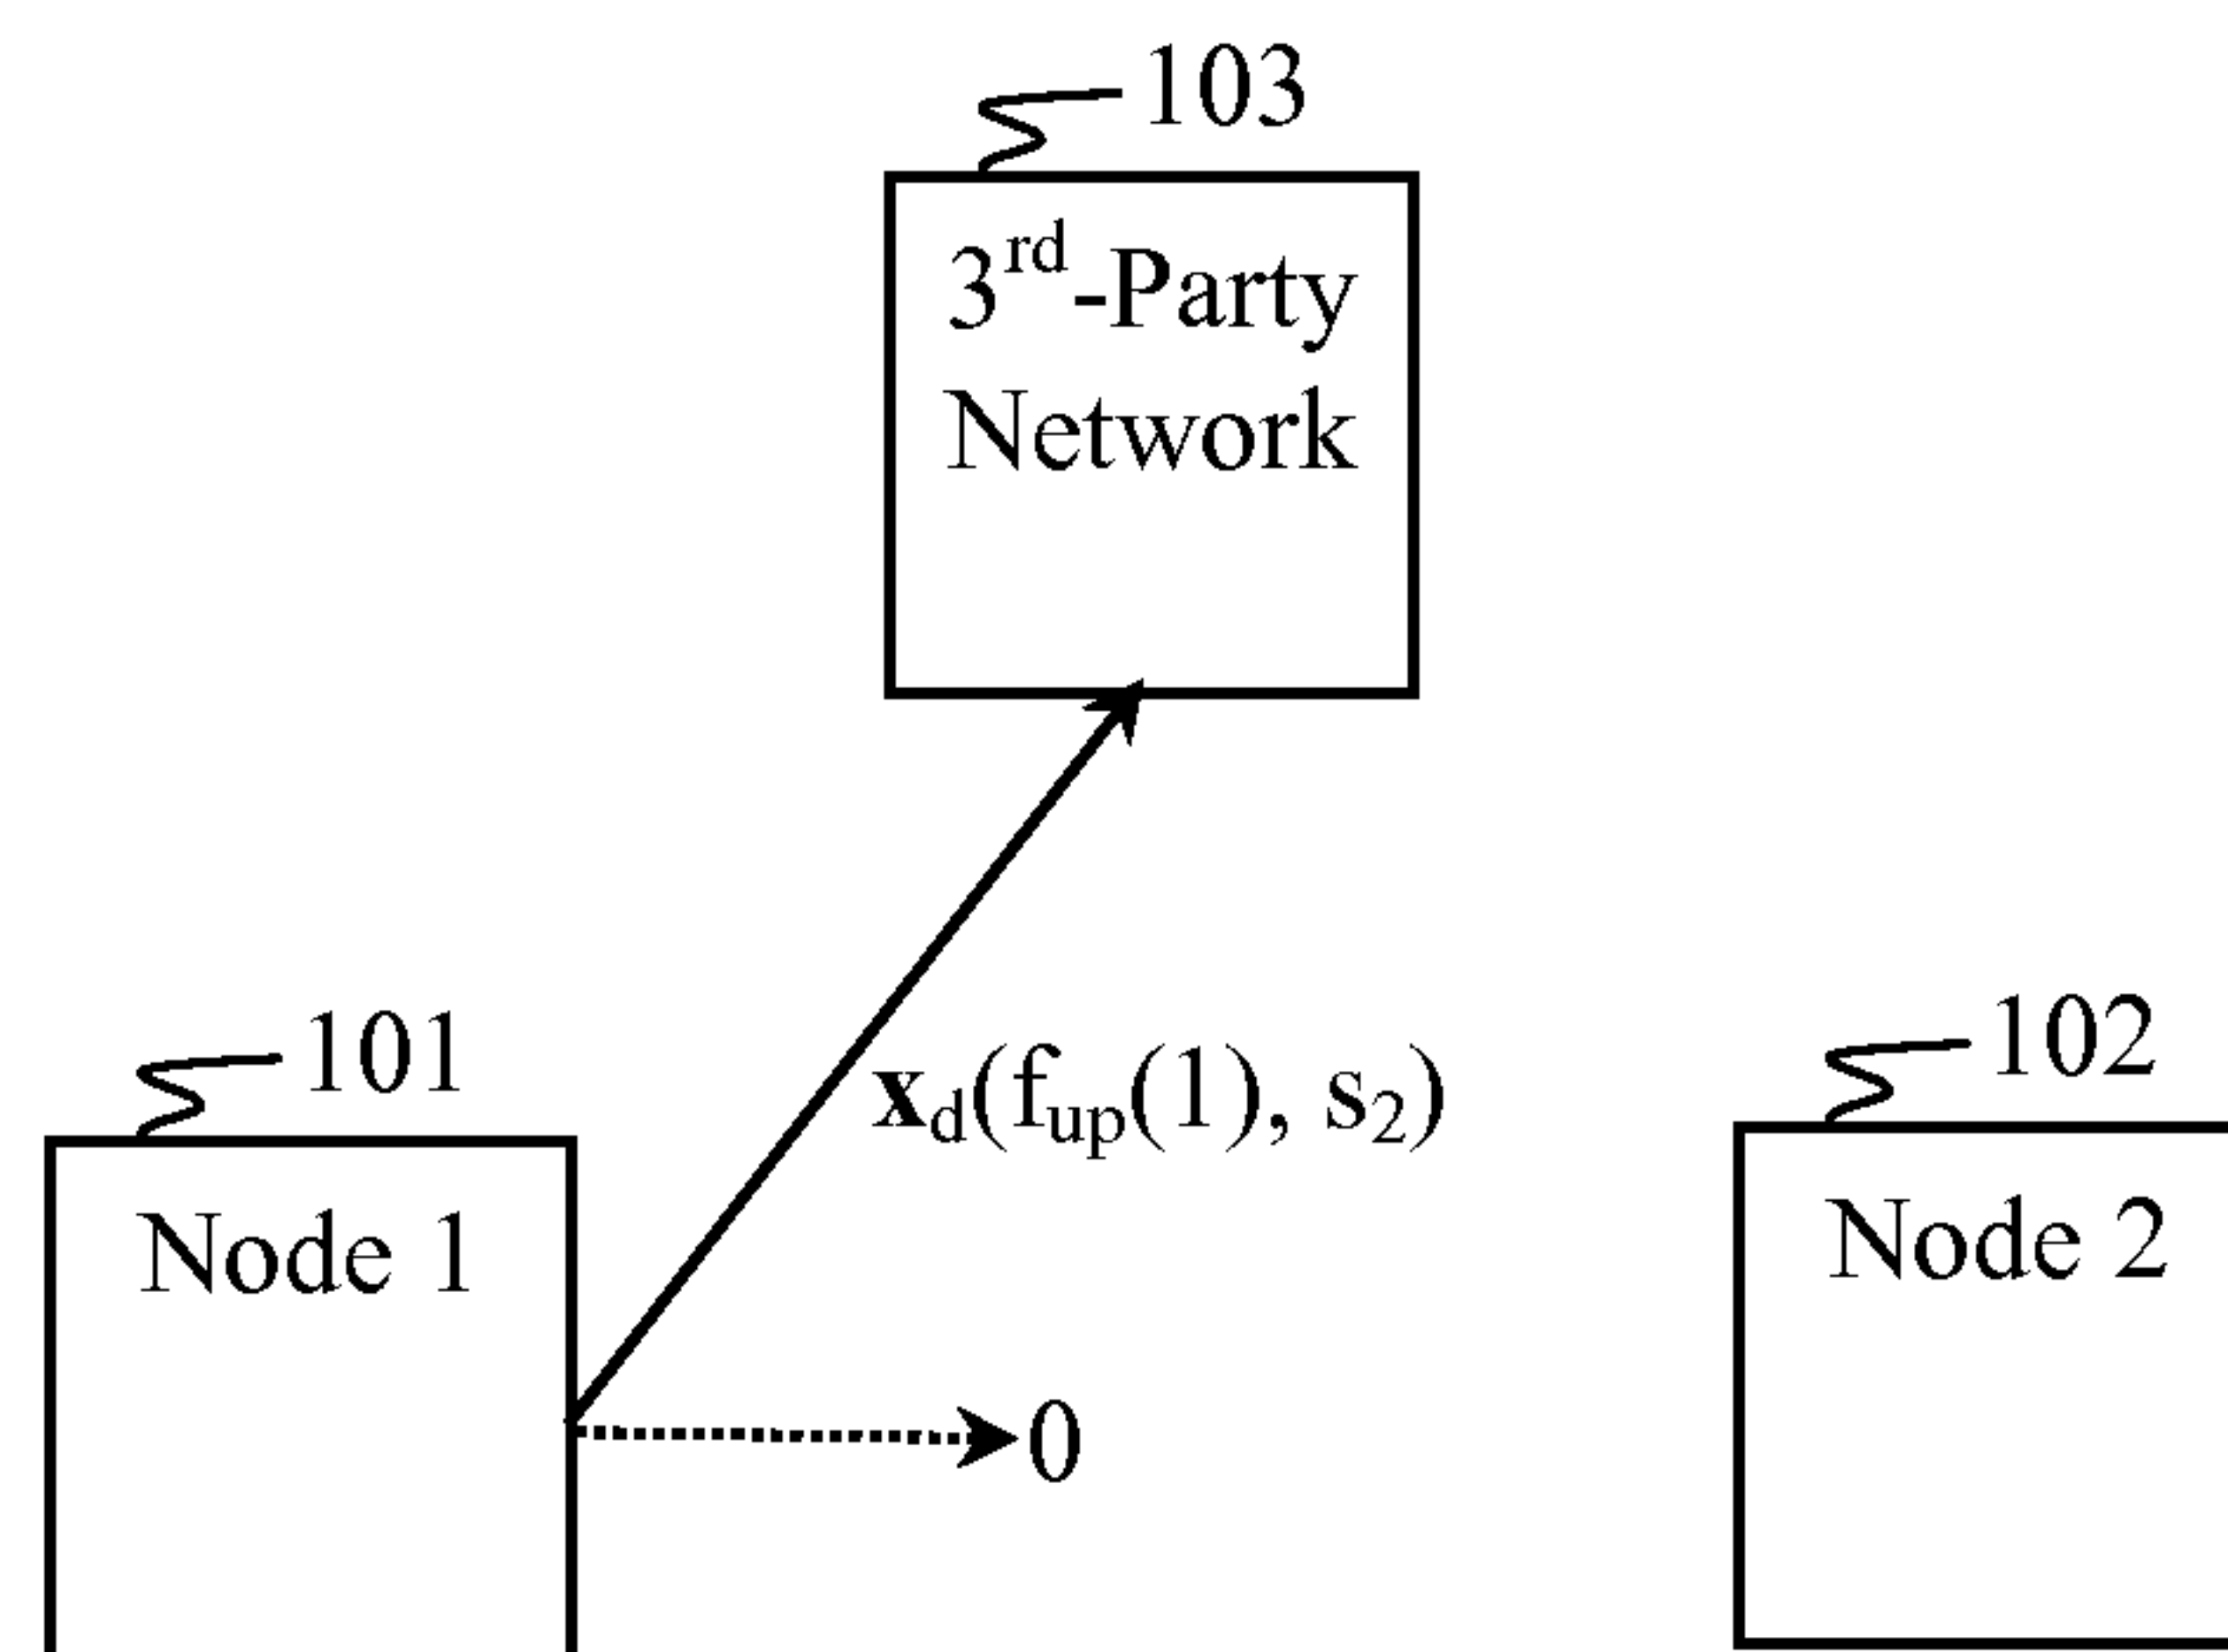 103
3rd-Party
Network
101
102
xd(fup(1), s2)
Node 1
Node 2
0